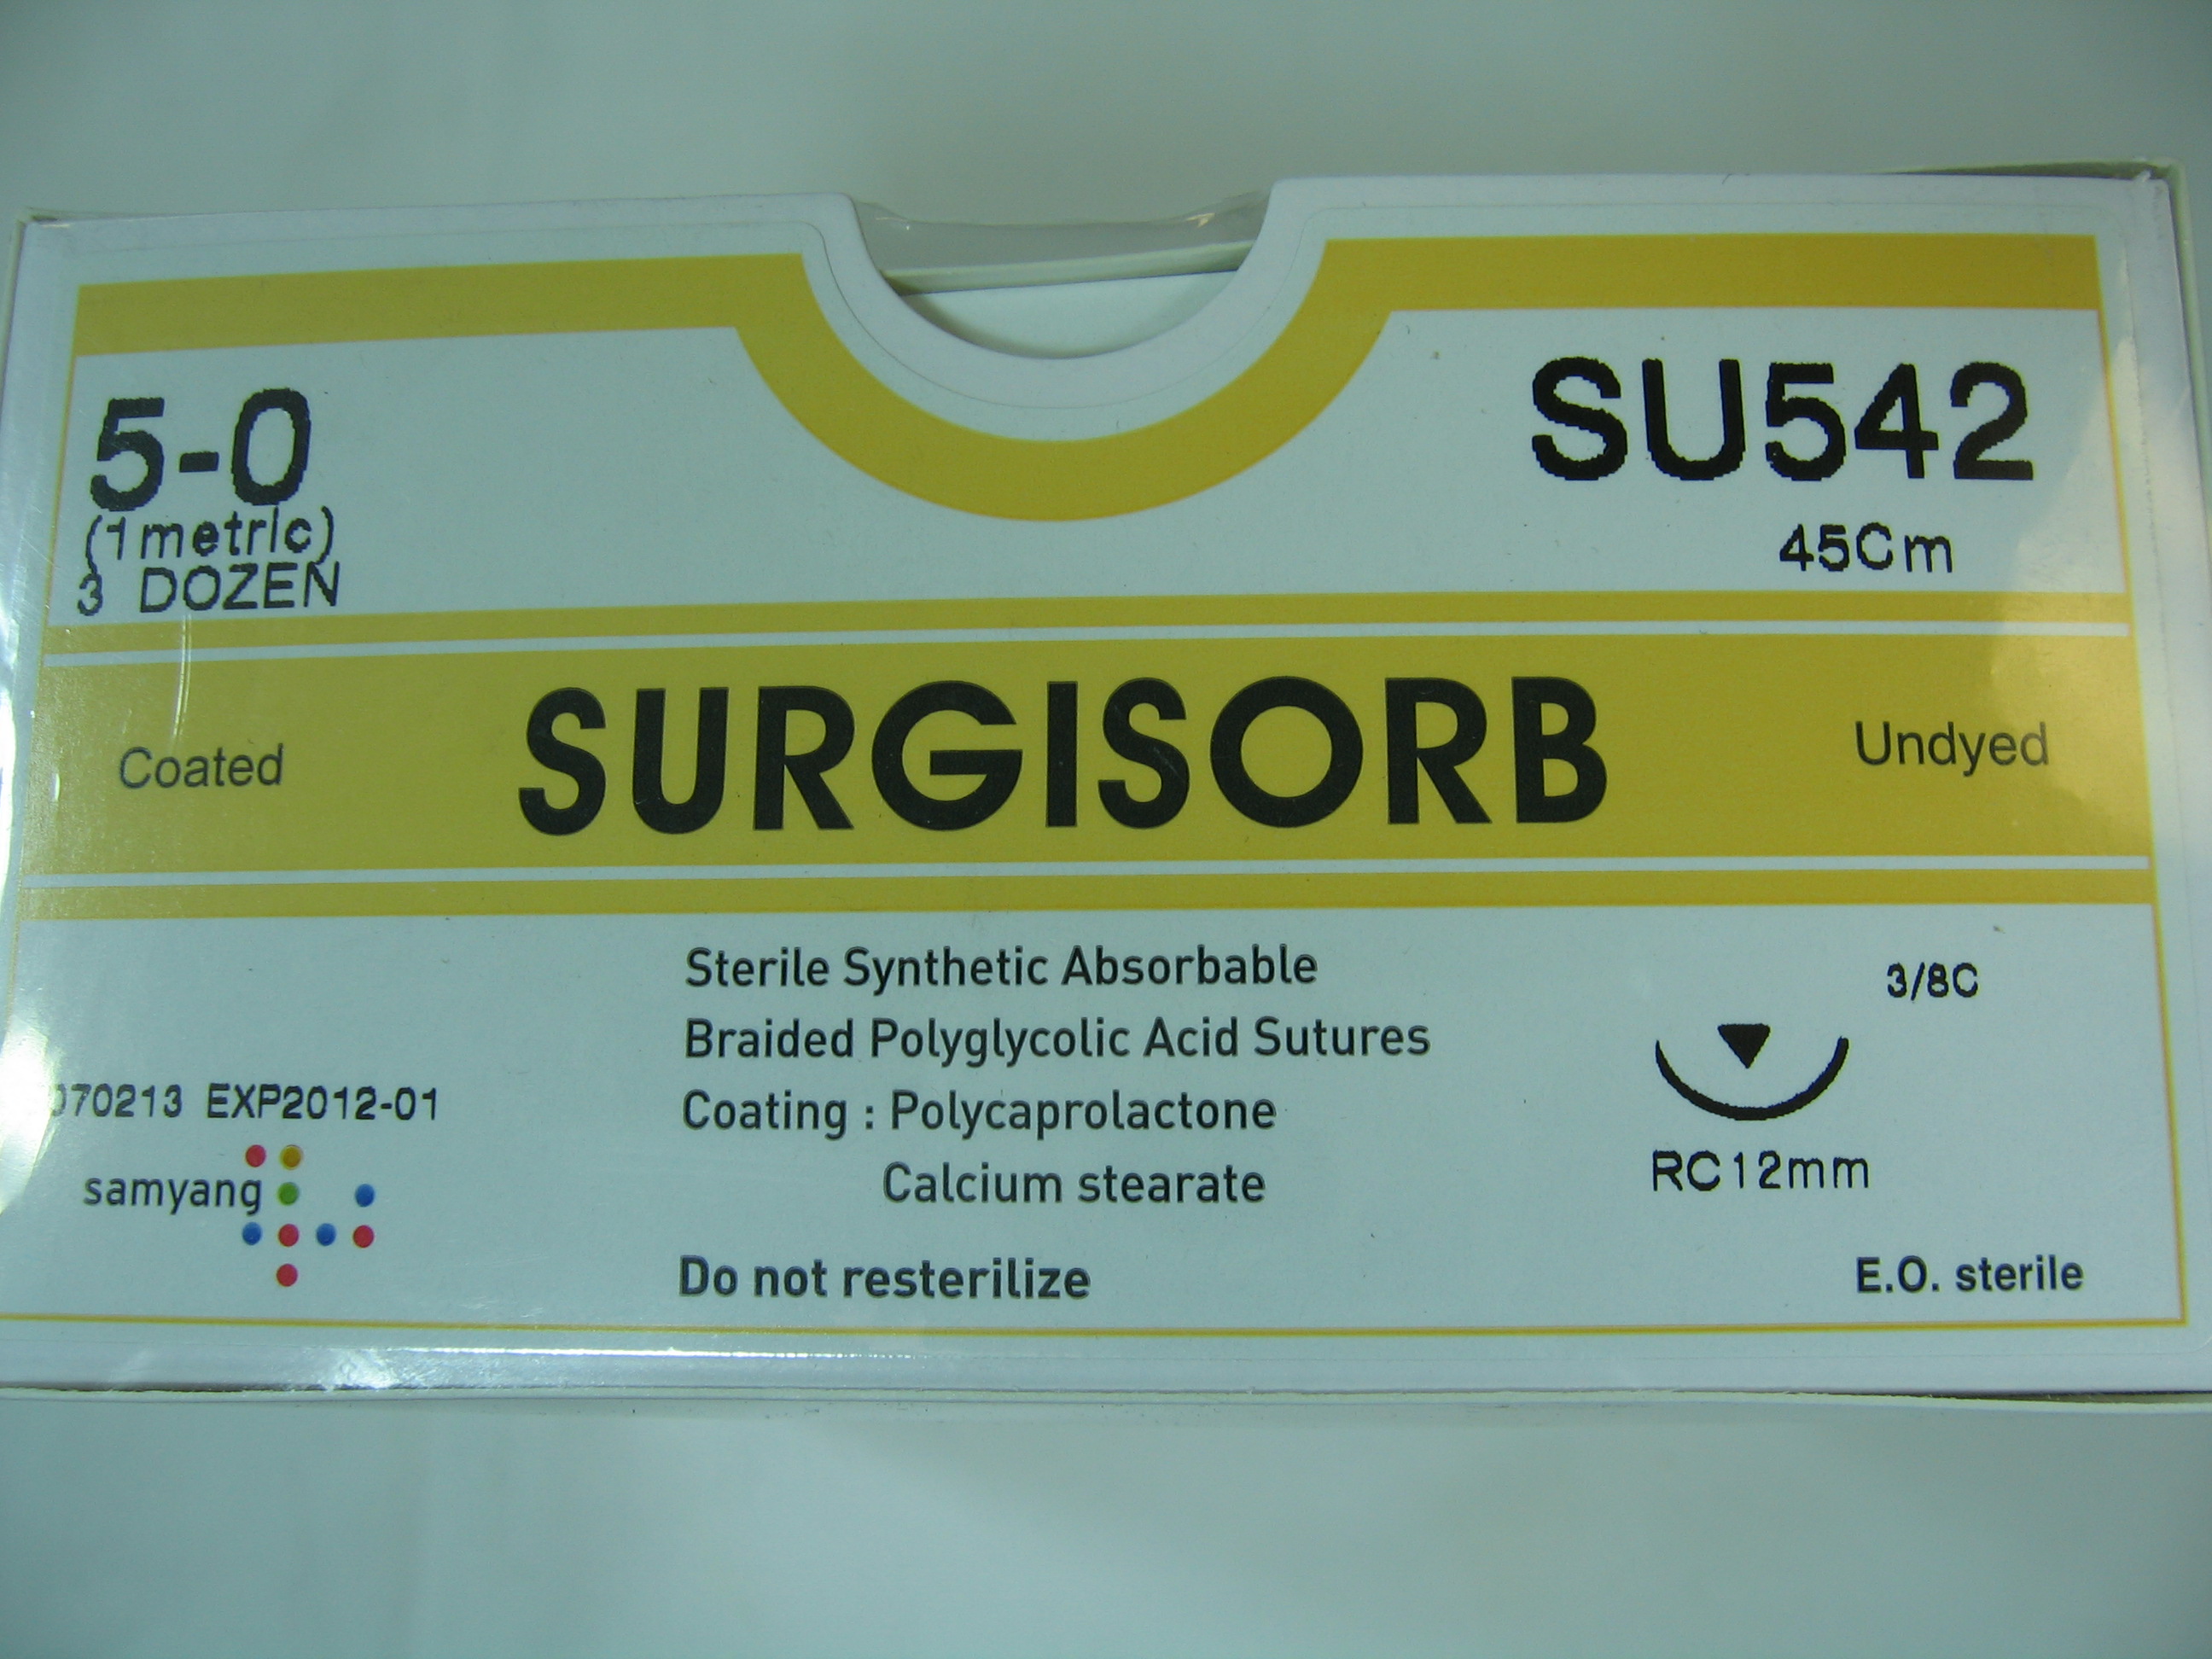 5-0
(1metric)
3 DOZEN
SU542
45Cm
Coated
SURGISORB
Undyed
Sterile Synthetic Absorbable
Braided Polyglycolic Acid Sutures
Coating : Polycaprolactone
Calcium stearate
Do not resterilize
070213 EXP2012-01
samyang
3/8C
RC12mm
E.O. sterile